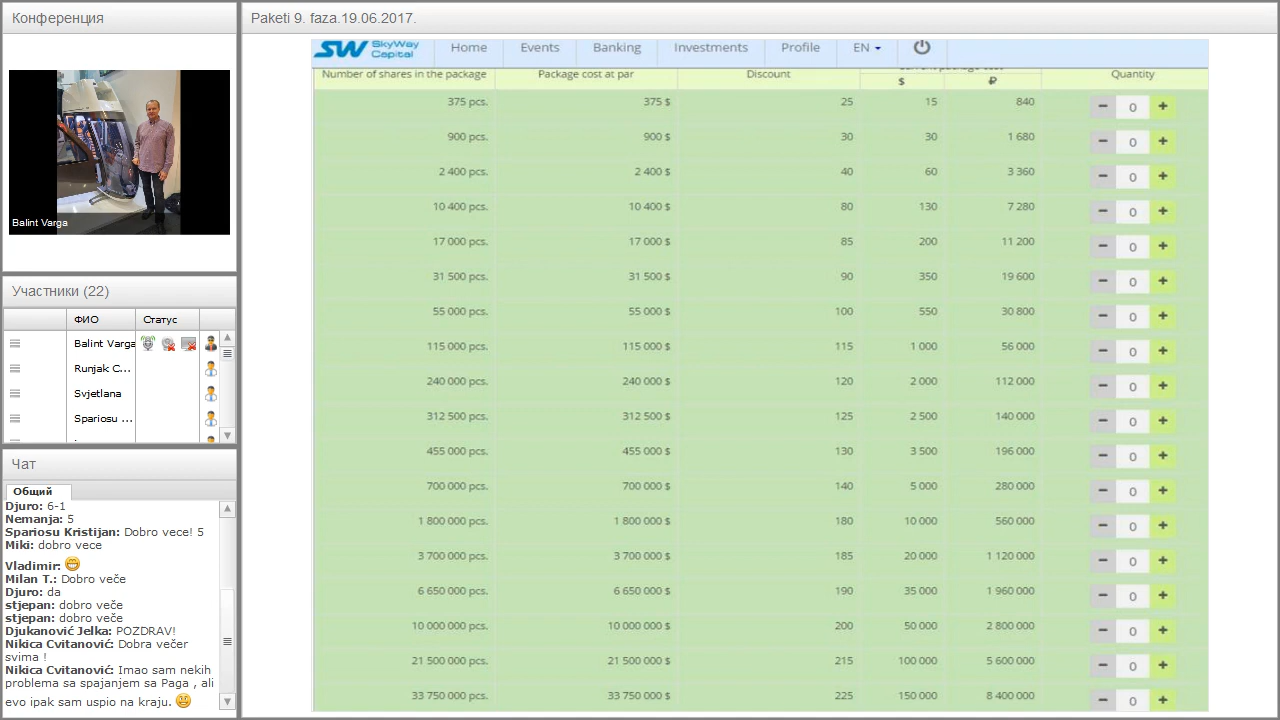 Конференция
Balint Varga
Участники (22)
ФИО Статус
Balint Varga
Runjak C...
Svjetlana
Spariosu ...
Чат
Общий
Djuro: 6-1
Nemanja: 5
Spariosu Kristijan: Dobro vece! 5
Miki: dobro vece
Vladimir:
Milan T.: Dobro veče
Djuro: da
stjepan: dobro veče
stjepan: dobro veče
Djukanović Jelka: POZDRAV!
Nikica Cvitanović: Dobra večer
svima !
Nikica Cvitanović: Imao sam nekih
problema sa spajanjem sa Paga , ali
evo ipak sam uspio na kraju.
Paketi 9. faza.19.06.2017.
SW SkyWay Capital Home Events Banking Investments Profile EN
Number of shares in the package Package cost at par Discount $ ₽ Quantity
375 pcs. 375 $ 25 15 840 − 0 +
900 pcs. 900 $ 30 30 1 680 − 0 +
2 400 pcs. 2 400 $ 40 60 3 360 − 0 +
10 400 pcs. 10 400 $ 80 130 7 280 − 0 +
17 000 pcs. 17 000 $ 85 200 11 200 − 0 +
31 500 pcs. 31 500 $ 90 350 19 600 − 0 +
55 000 pcs. 55 000 $ 100 550 30 800 − 0 +
115 000 pcs. 115 000 $ 115 1 000 56 000 − 0 +
240 000 pcs. 240 000 $ 120 2 000 112 000 − 0 +
312 500 pcs. 312 500 $ 125 2 500 140 000 − 0 +
455 000 pcs. 455 000 $ 130 3 500 196 000 − 0 +
700 000 pcs. 700 000 $ 140 5 000 280 000 − 0 +
1 800 000 pcs. 1 800 000 $ 180 10 000 560 000 − 0 +
3 700 000 pcs. 3 700 000 $ 185 20 000 1 120 000 − 0 +
6 650 000 pcs. 6 650 000 $ 190 35 000 1 960 000 − 0 +
10 000 000 pcs. 10 000 000 $ 200 50 000 2 800 000 − 0 +
21 500 000 pcs. 21 500 000 $ 215 100 000 5 600 000 − 0 +
33 750 000 pcs. 33 750 000 $ 225 150 000 8 400 000 − 0 +